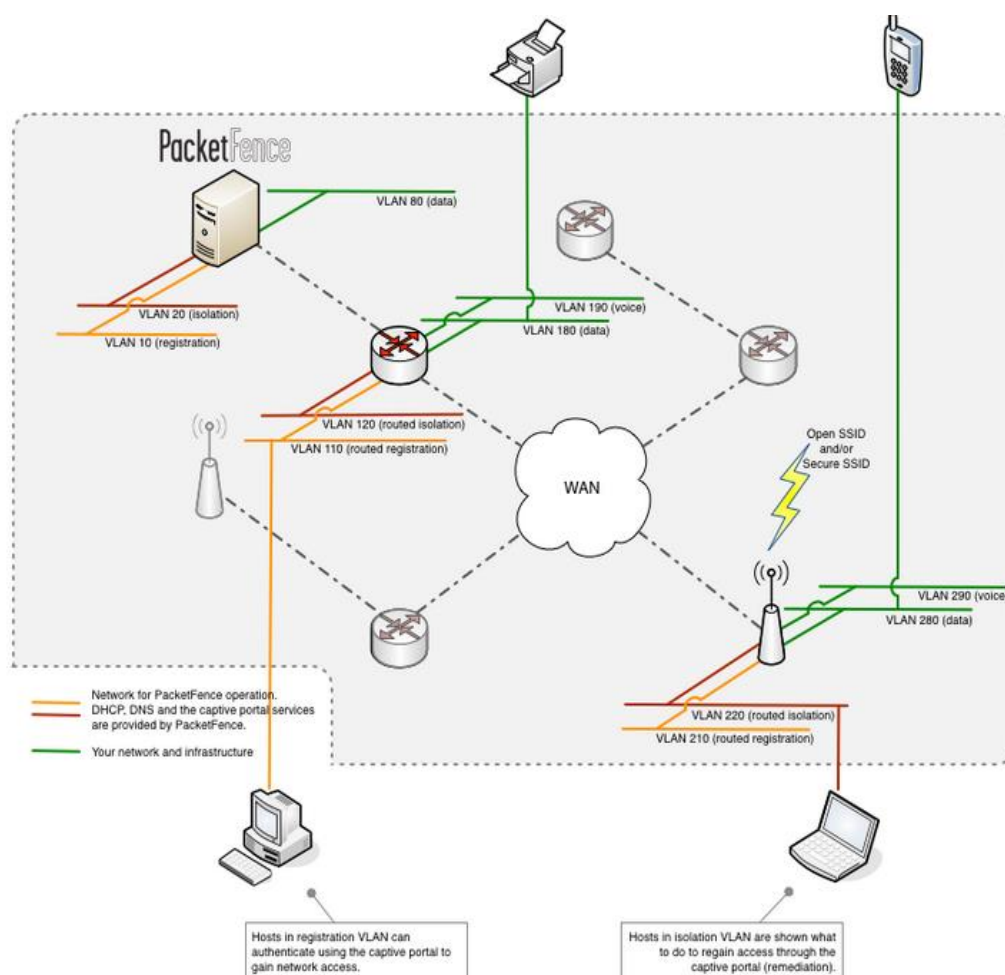 PacketFence
VLAN 80 (data)
VLAN 20 (isolation)
VLAN 10 (registration)
VLAN 190 (voice)
VLAN 180 (data)
VLAN 120 (routed isolation)
VLAN 110 (routed registration)
WAN
Open SSID
and/or
Secure SSID
VLAN 290 (voice
VLAN 280 (data)
VLAN 220 (routed isolation)
VLAN 210 (routed registration)
Network for PacketFence operation.
DHCP, DNS and the captive portal services
are provided by PacketFence.
Your network and infrastructure
Hosts in registration VLAN can
authenticate using the captive portal to
gain network access.
Hosts in isolation VLAN are shown what
to do to regain access through the
captive portal (remediation).